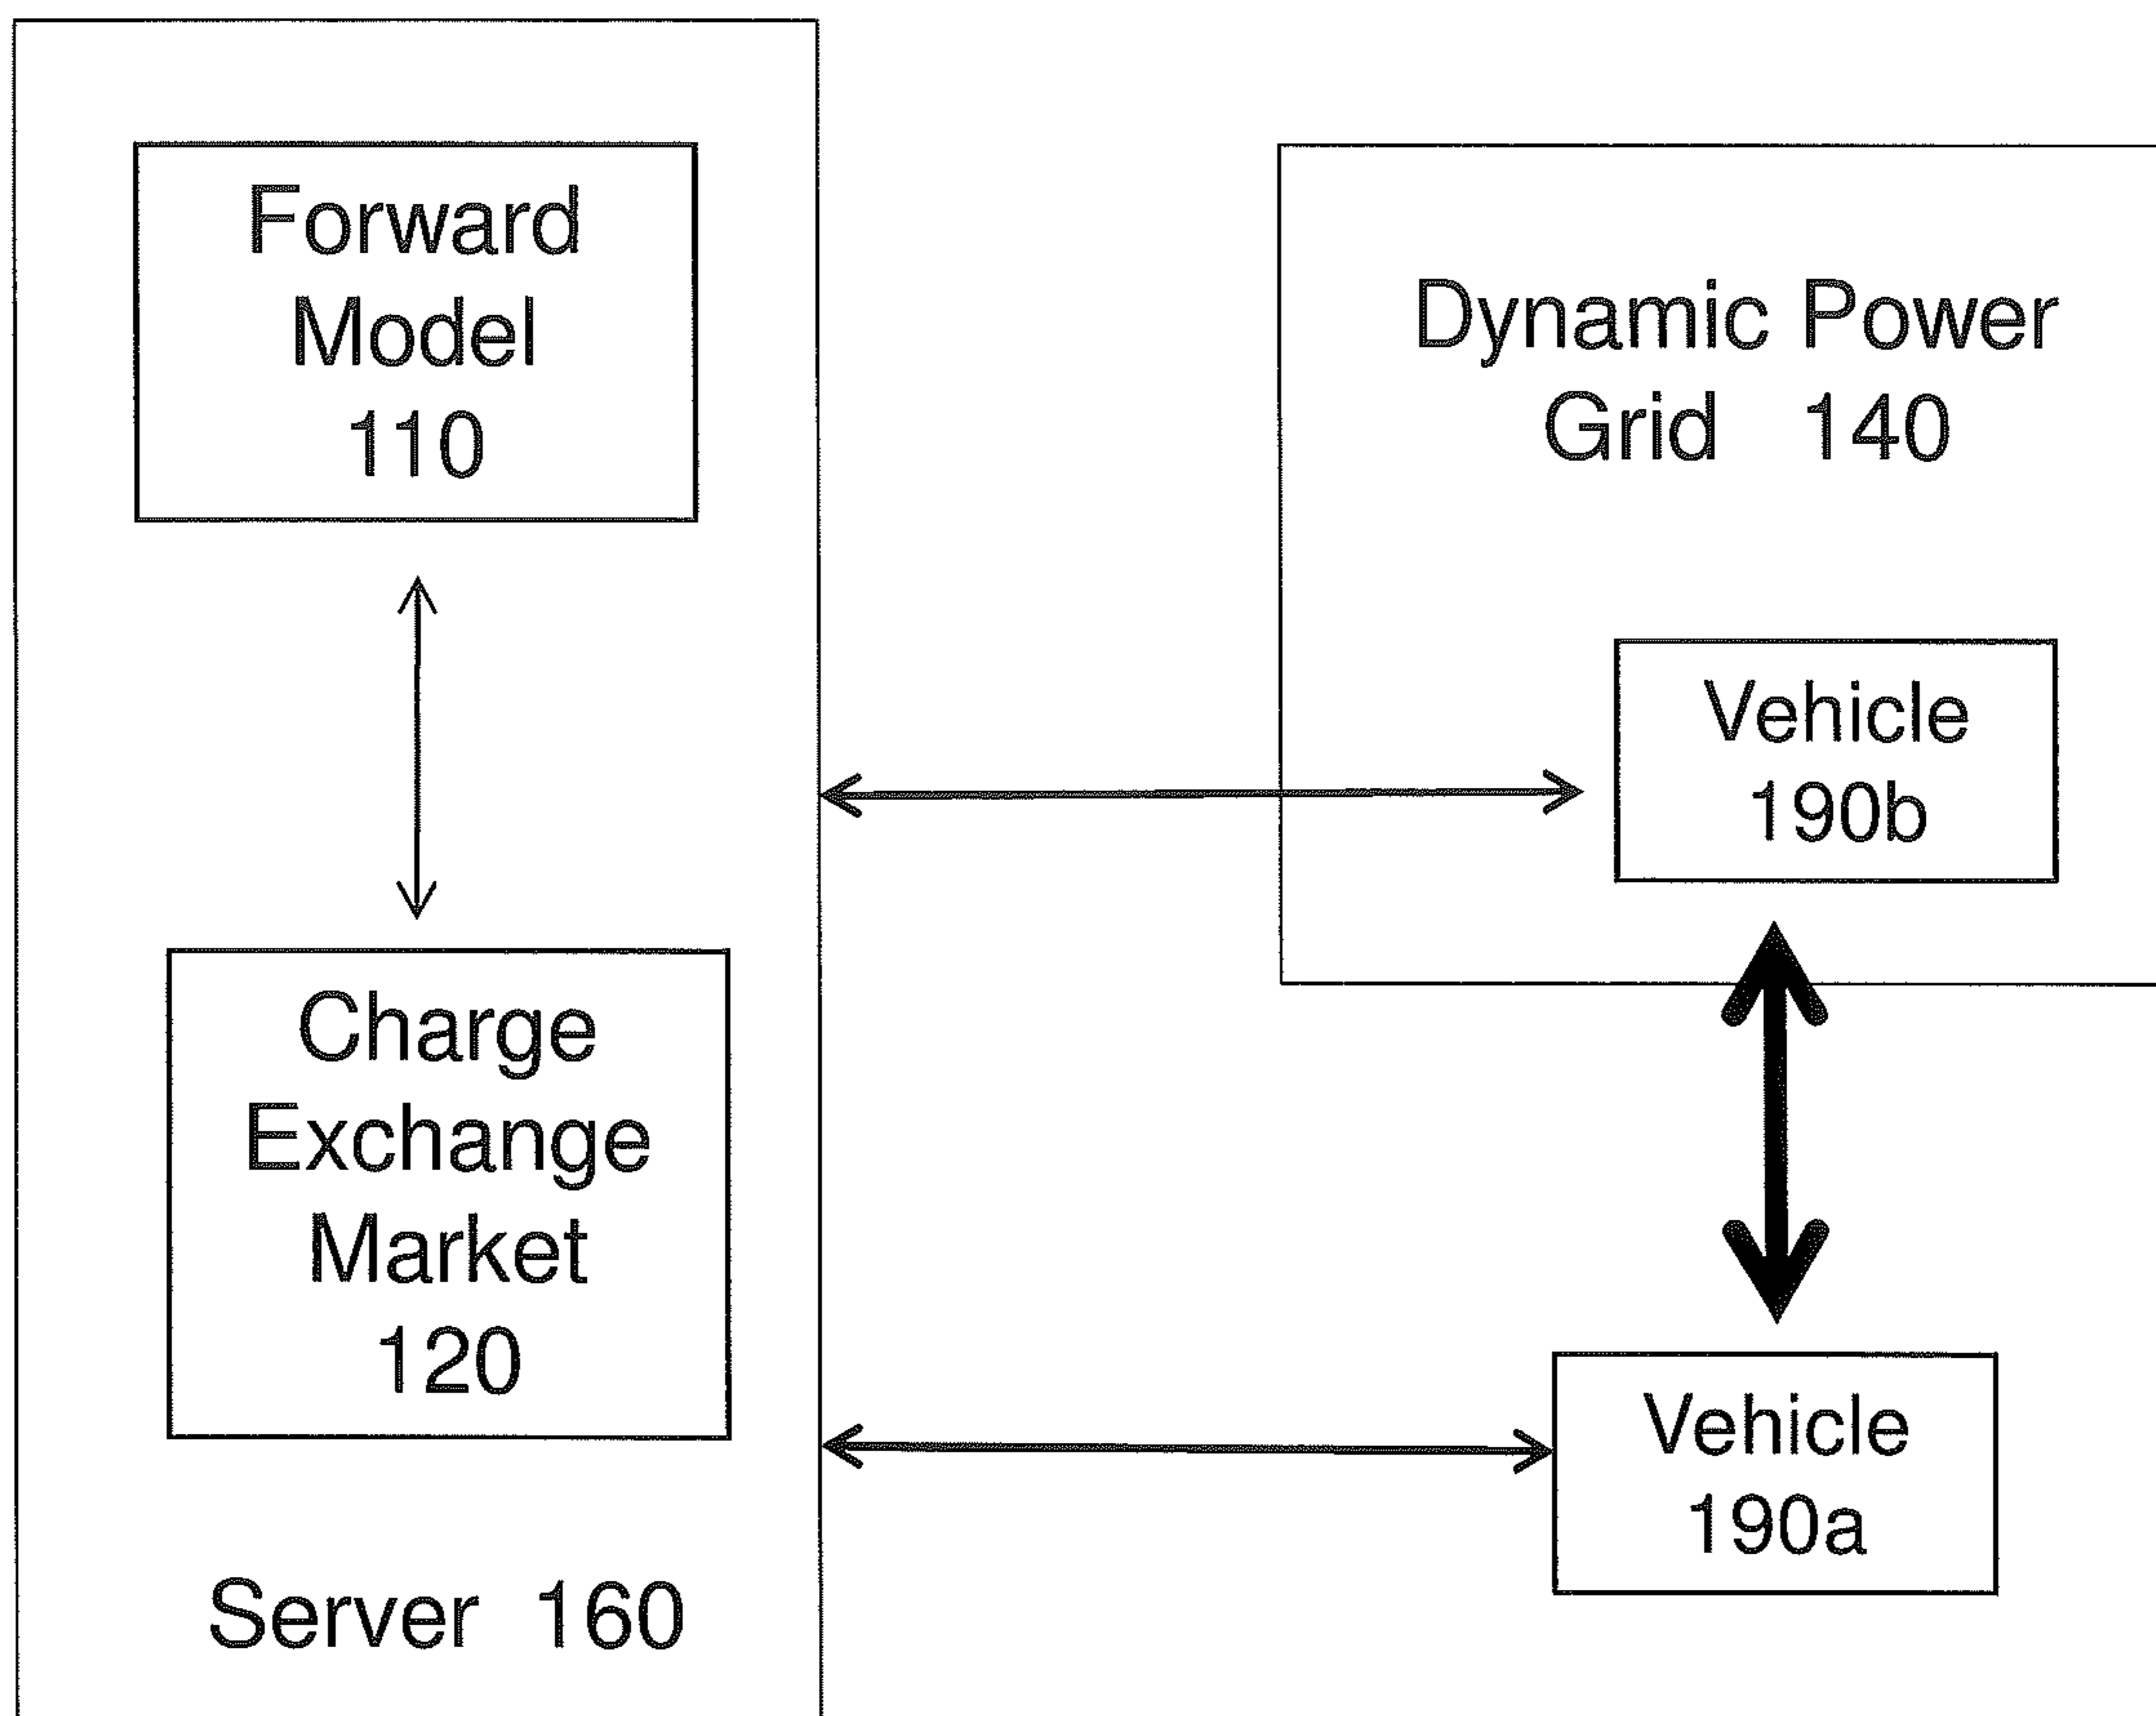 Forward
Model
110
Charge
Exchange
Market
120
Server 160
Dynamic Power
Grid 140
Vehicle
190b
Vehicle
190a